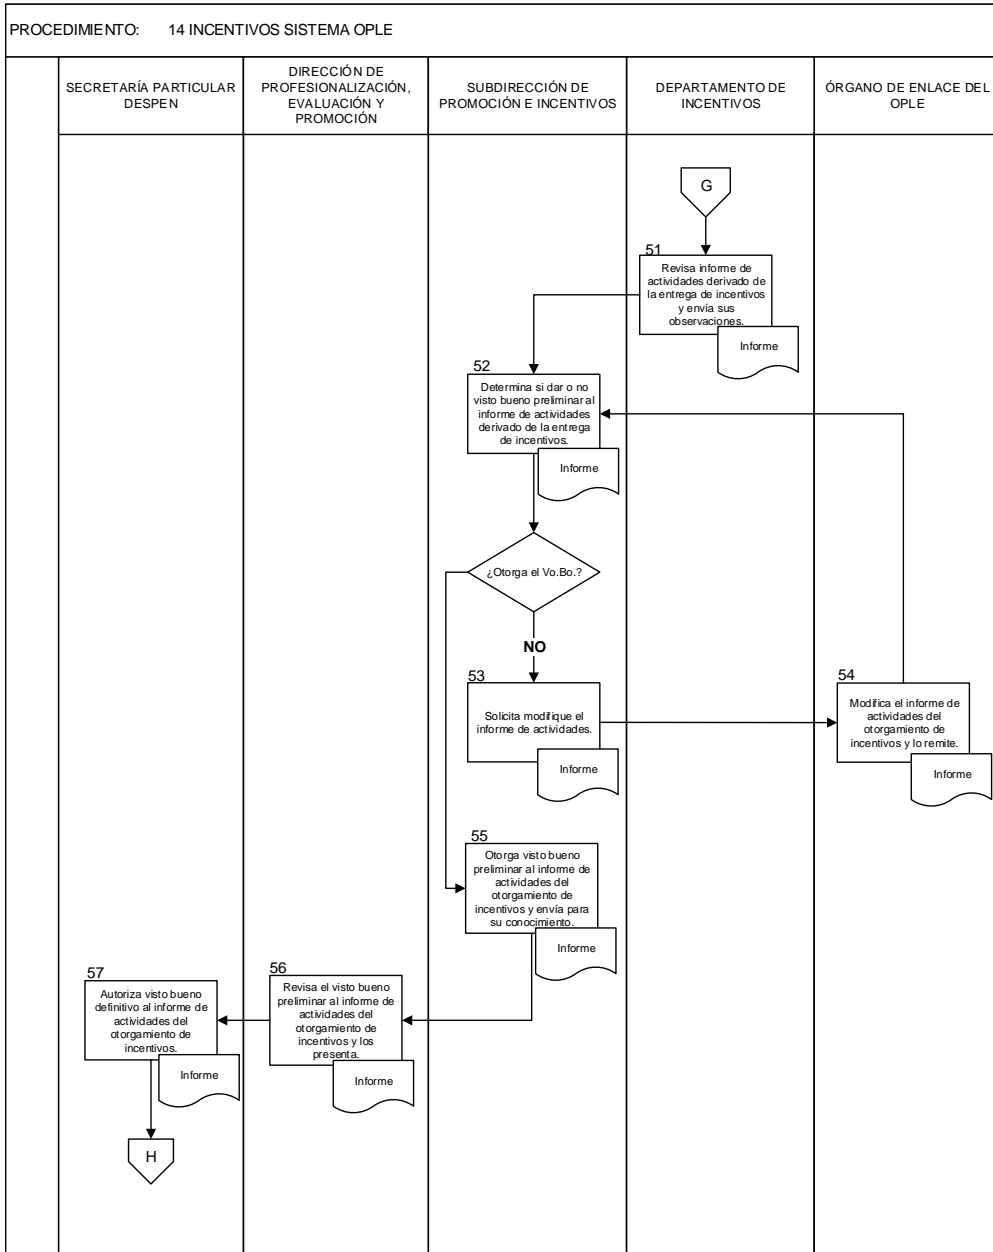 PROCEDIMIENTO: 14 INCENTIVOS SISTEMA OPLE
SECRETARÍA PARTICULAR
DESPEN
DIRECCIÓN DE
PROFESIONALIZACIÓN,
EVALUACIÓN Y
PROMOCIÓN
SUBDIRECCIÓN DE
PROMOCIÓN E INCENTIVOS
DEPARTAMENTO DE
INCENTIVOS
ÓRGANO DE ENLACE DEL
OPLE
G
51
Revisa informe de
actividades derivado de
la entrega de incentivos
y envía sus
observaciones.
Informe
52
Determina si dar o no
visto bueno preliminar al
informe de actividades
derivado de la entrega
de incentivos.
Informe
¿Otorga el Vo.Bo.?
NO
53
Solicita modifique el
informe de actividades.
Informe
54
Modifica el informe de
actividades del
otorgamiento de
incentivos y lo remite.
Informe
55
Otorga visto bueno
preliminar al informe de
actividades del
otorgamiento de
incentivos y envía para
su conocimiento.
Informe
56
Revisa el visto bueno
preliminar al informe de
actividades del
otorgamiento de
incentivos y los
presenta.
Informe
57
Autoriza visto bueno
definitivo al informe de
actividades del
otorgamiento de
incentivos.
Informe
H